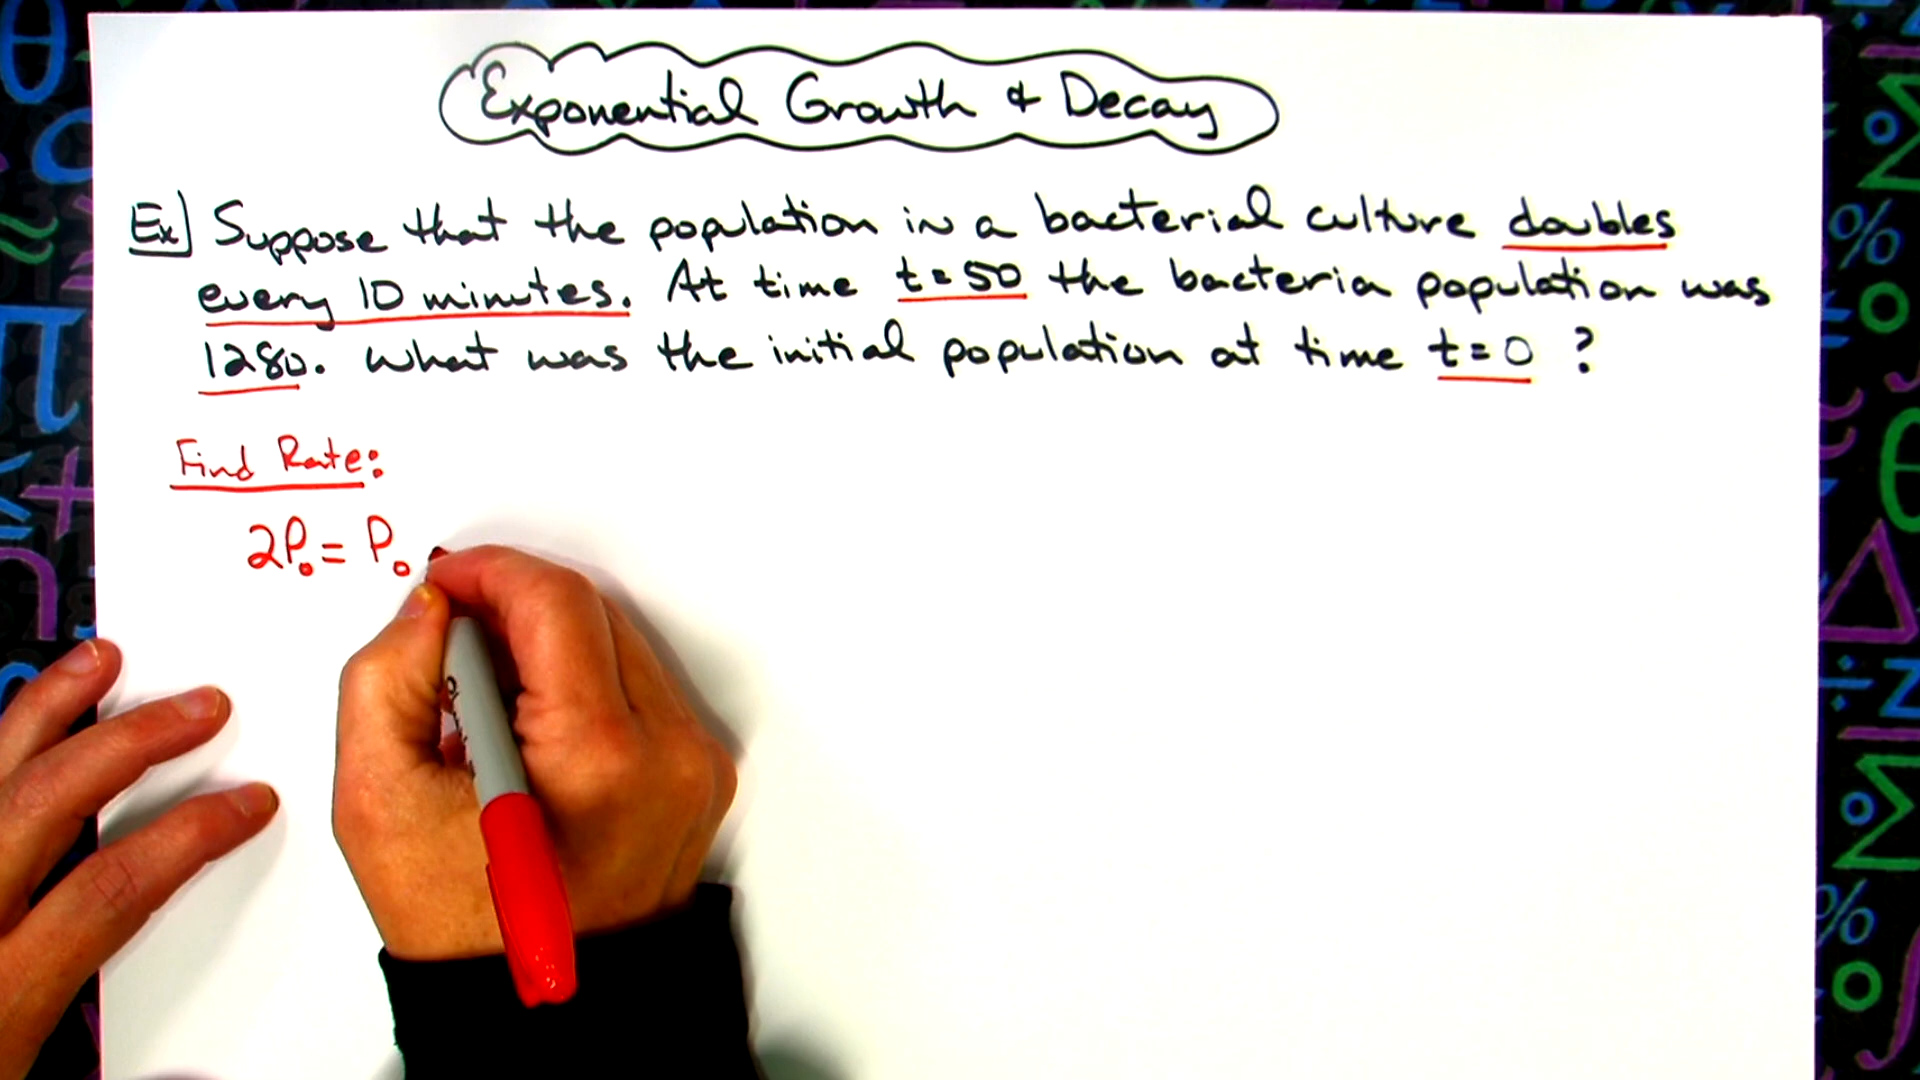 Exponential Growth & Decay
Ex Suppose that the population in a bacterial culture doubles
every 10 minutes. At time t=50 the bacteria population was
1280. What was the initial population at time t=0 ?
Find Rate:
2P₀ = P₀